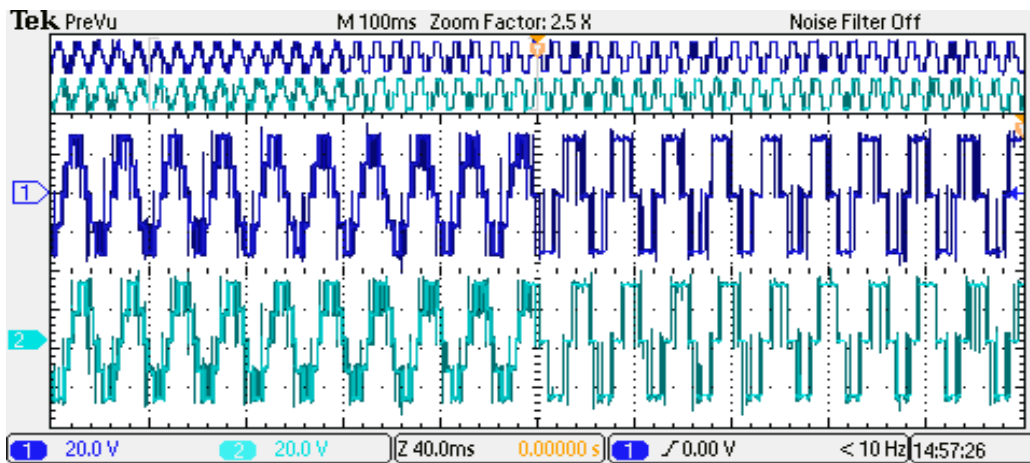 Tek PreVu M 100ms Zoom Factor: 2.5 X Noise Filter Off
1
2
1 20.0 V 2 20.0 V Z 40.0ms 0.00000 s 1 0.00 V < 10 Hz 14:57:26